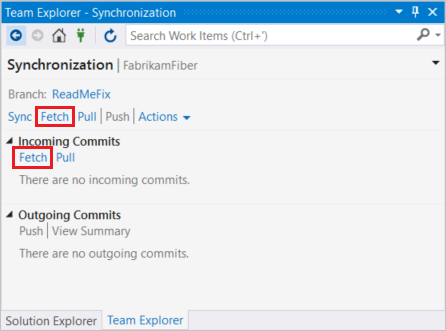 Team Explorer - Synchronization
Search Work Items (Ctrl+')
Synchronization | FabrikamFiber
Branch: ReadMeFix
Sync Fetch Pull | Push | Actions
Incoming Commits
Fetch Pull
There are no incoming commits.
Outgoing Commits
Push | View Summary
There are no outgoing commits.
Solution Explorer Team Explorer